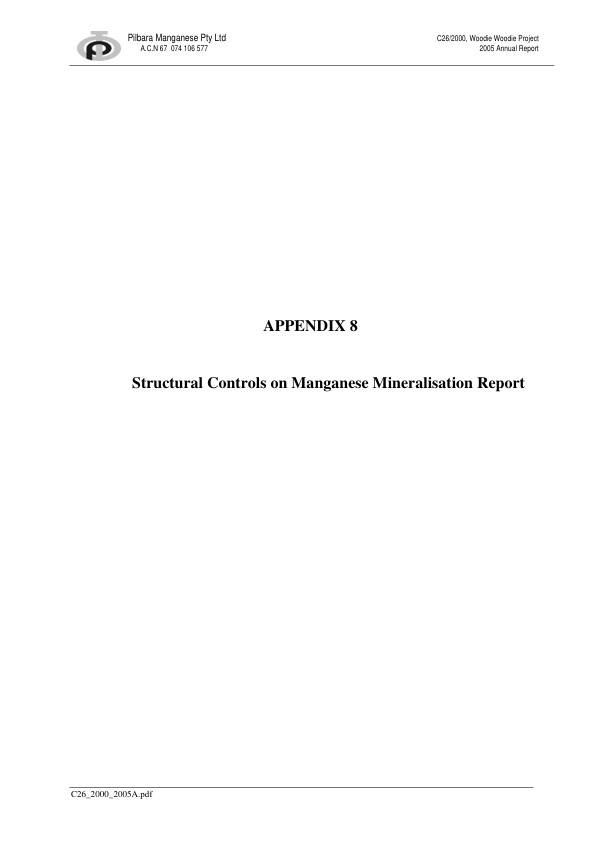 Pilbara Manganese Pty Ltd
A.C.N 67 074 106 577
C26/2000, Woodie Woodie Project
2005 Annual Report
APPENDIX 8
Structural Controls on Manganese Mineralisation Report
C26_2000_2005A.pdf